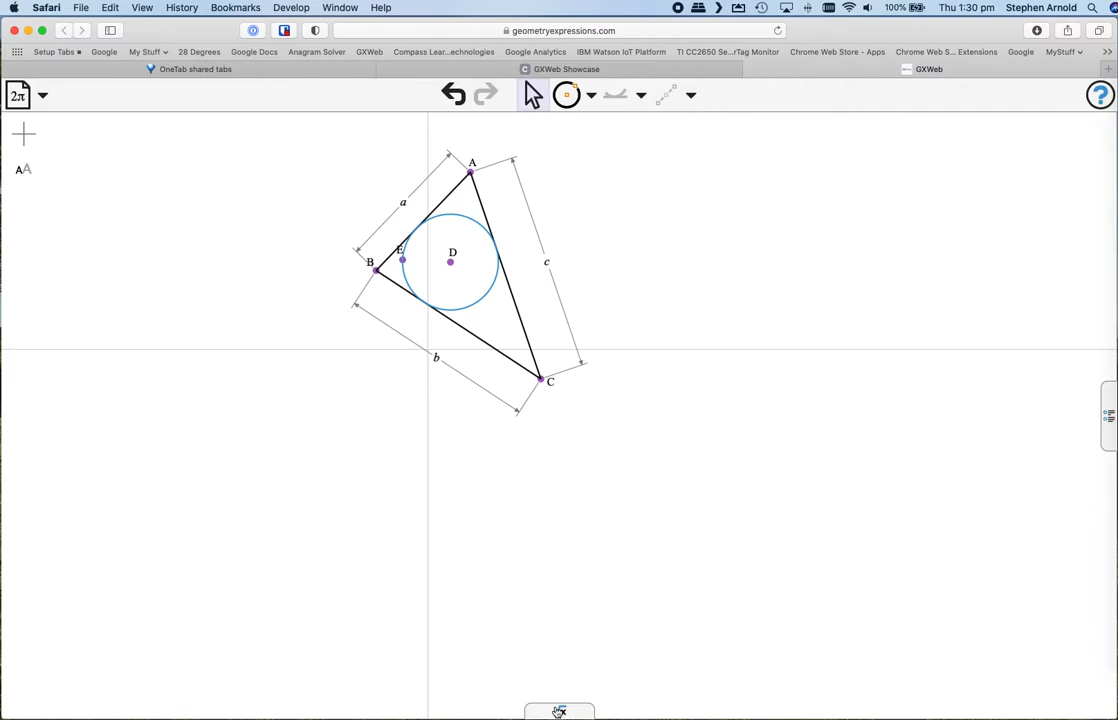 Safari File Edit View History Bookmarks Develop Window Help 100% Thu 1:30 pm Stephen Arnold
geometryexpressions.com
Setup Tabs Google My Stuff 28 Degrees Google Docs Anagram Solver GXWeb Compass Lear...echnologies Google Analytics IBM Watson IoT Platform TI CC2650 Se...rTag Monitor Chrome Web Store - Apps Chrome Web S... Extensions Google MyStuff >>
OneTab shared tabs GXWeb Showcase GXWeb
2π ?
AA
A
a
E
D
B
c
b
C